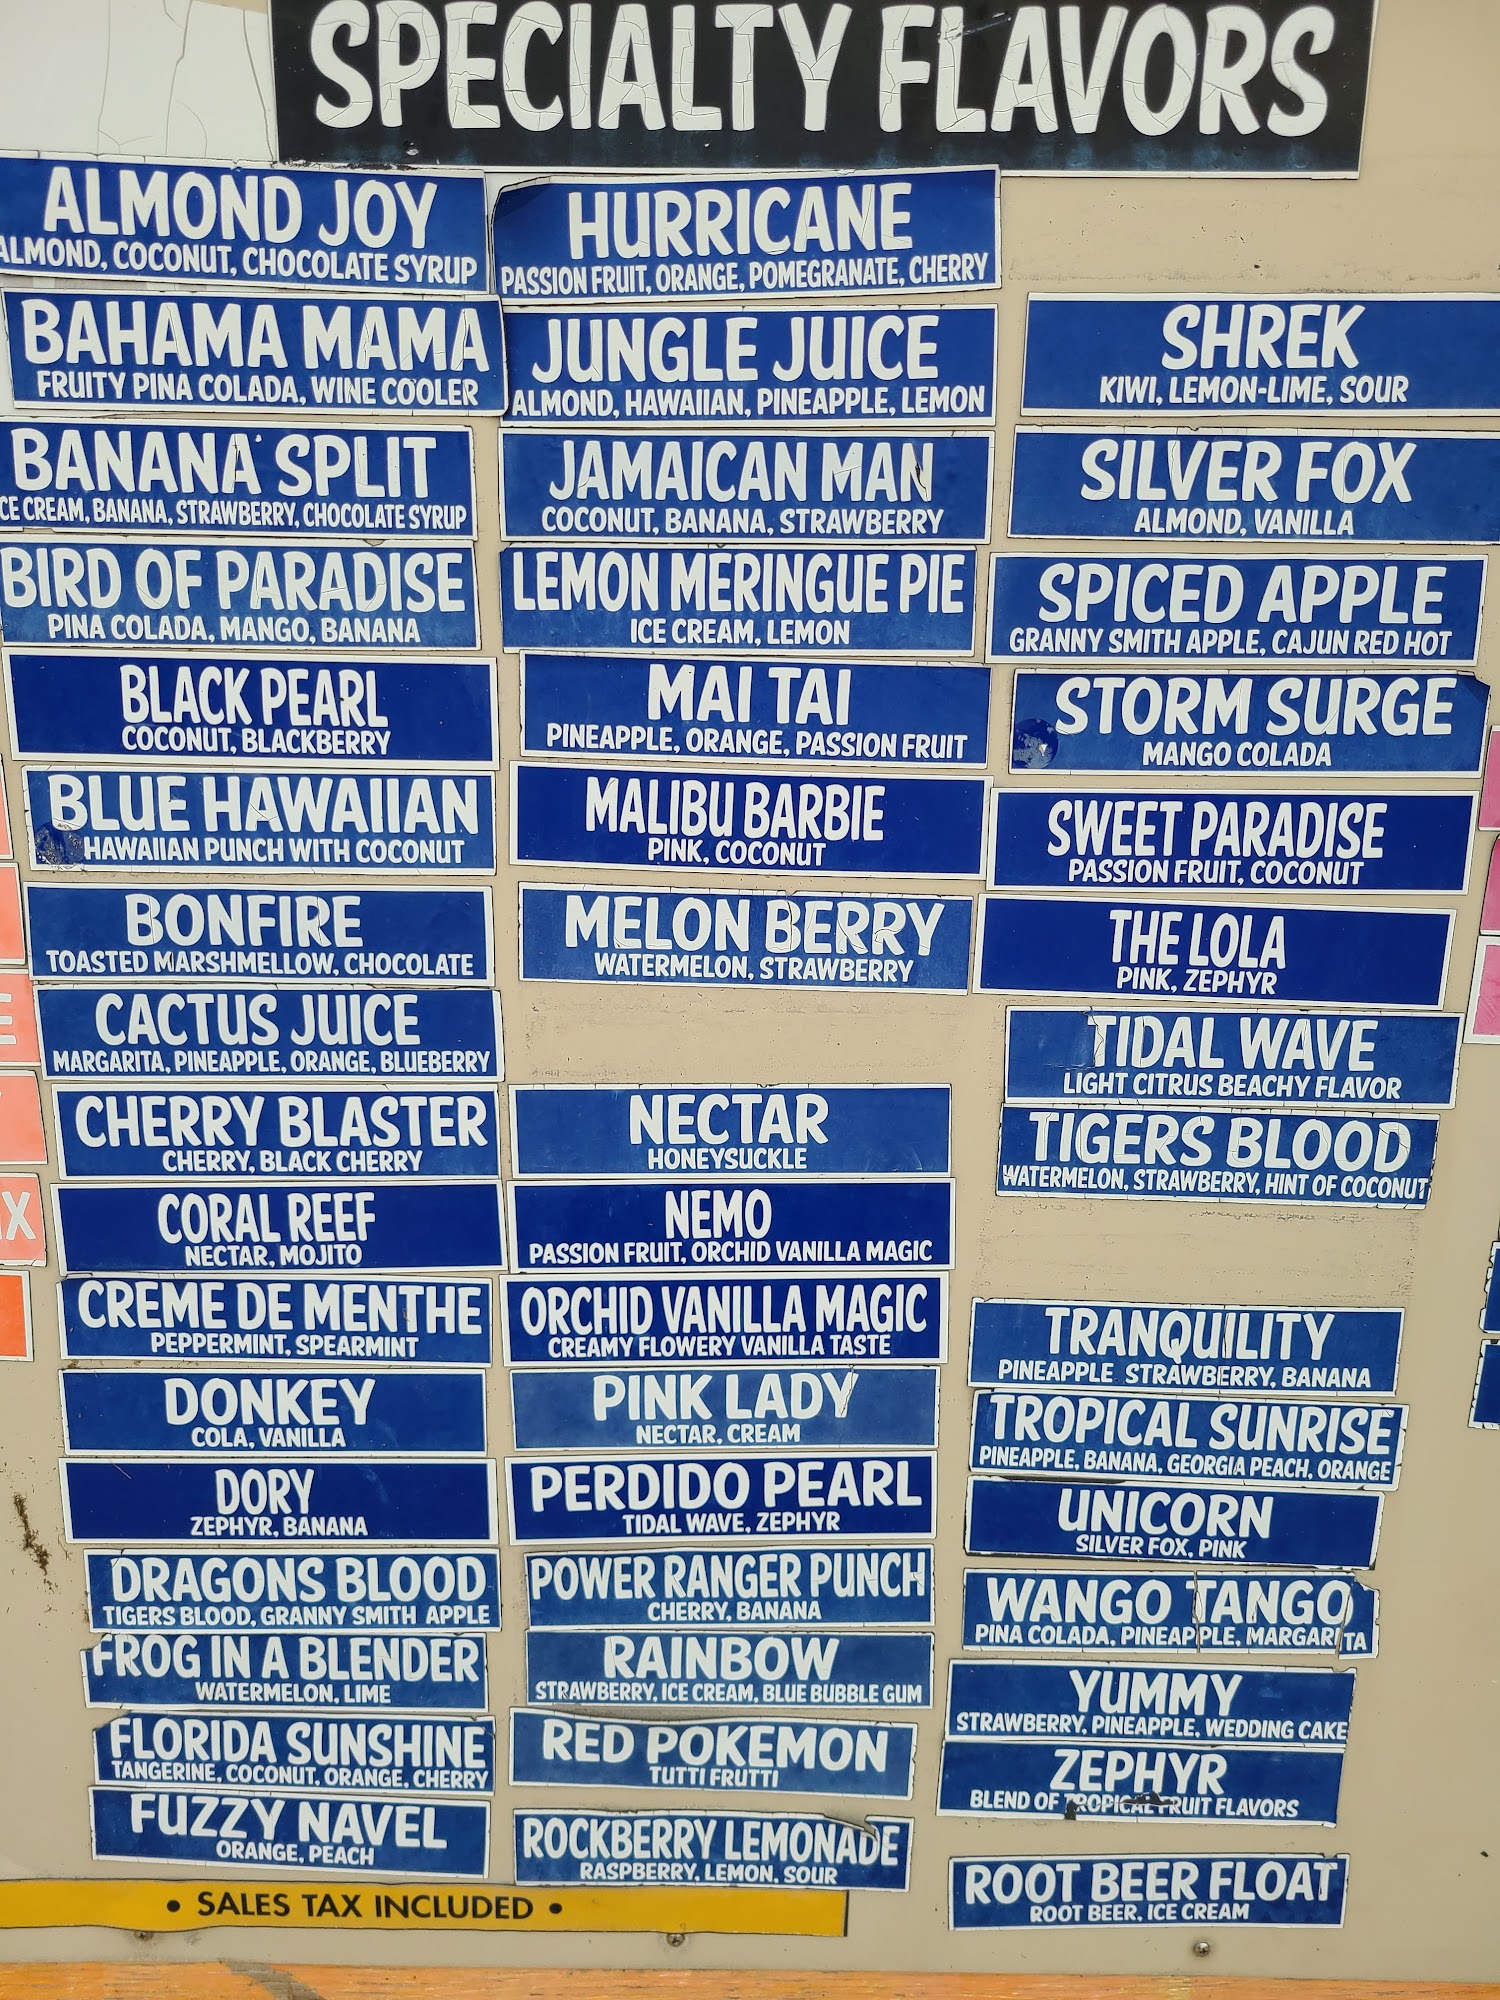 SPECIALTY FLAVORS
ALMOND JOY
ALMOND, COCONUT, CHOCOLATE SYRUP
BAHAMA MAMA
FRUITY PINA COLADA, WINE COOLER
BANANA SPLIT
CE CREAM, BANANA, STRAWBERRY, CHOCOLATE SYRUP
BIRD OF PARADISE
PINA COLADA, MANGO, BANANA
BLACK PEARL
COCONUT, BLACKBERRY
BLUE HAWAIIAN
HAWAIIAN PUNCH WITH COCONUT
BONFIRE
TOASTED MARSHMELLOW, CHOCOLATE
CACTUS JUICE
MARGARITA, PINEAPPLE, ORANGE, BLUEBERRY
CHERRY BLASTER
CHERRY, BLACK CHERRY
CORAL REEF
NECTAR, MOJITO
CREME DE MENTHE
PEPPERMINT, SPEARMINT
DONKEY
COLA, VANILLA
DORY
ZEPHYR, BANANA
DRAGONS BLOOD
TIGERS BLOOD, GRANNY SMITH APPLE
FROG IN A BLENDER
WATERMELON, LIME
FLORIDA SUNSHINE
TANGERINE, COCONUT, ORANGE, CHERRY
FUZZY NAVEL
ORANGE, PEACH
HURRICANE
PASSION FRUIT, ORANGE, POMEGRANATE, CHERRY
JUNGLE JUICE
ALMOND, HAWAIIAN, PINEAPPLE, LEMON
JAMAICAN MAN
COCONUT, BANANA, STRAWBERRY
LEMON MERINGUE PIE
ICE CREAM, LEMON
MAI TAI
PINEAPPLE, ORANGE, PASSION FRUIT
MALIBU BARBIE
PINK, COCONUT
MELON BERRY
WATERMELON, STRAWBERRY
NECTAR
HONEYSUCKLE
NEMO
PASSION FRUIT, ORCHID VANILLA MAGIC
ORCHID VANILLA MAGIC
CREAMY FLOWERY VANILLA TASTE
PINK LADY
NECTAR, CREAM
PERDIDO PEARL
TIDAL WAVE, ZEPHYR
POWER RANGER PUNCH
CHERRY, BANANA
RAINBOW
STRAWBERRY, ICE CREAM, BLUE BUBBLE GUM
RED POKEMON
TUTTI FRUTTI
ROCKBERRY LEMONADE
RASPBERRY, LEMON, SOUR
SHREK
KIWI, LEMON-LIME, SOUR
SILVER FOX
ALMOND, VANILLA
SPICED APPLE
GRANNY SMITH APPLE, CAJUN RED HOT
STORM SURGE
MANGO COLADA
SWEET PARADISE
PASSION FRUIT, COCONUT
THE LOLA
PINK, ZEPHYR
TIDAL WAVE
LIGHT CITRUS BEACHY FLAVOR
TIGERS BLOOD
WATERMELON, STRAWBERRY, HINT OF COCONUT
TRANQUILITY
PINEAPPLE STRAWBERRY, BANANA
TROPICAL SUNRISE
PINEAPPLE, BANANA, GEORGIA PEACH, ORANGE
UNICORN
SILVER FOX, PINK
WANGO TANGO
PINA COLADA, PINEAPPLE, MARGARITA
YUMMY
STRAWBERRY, PINEAPPLE, WEDDING CAKE
ZEPHYR
BLEND OF TROPICAL FRUIT FLAVORS
ROOT BEER FLOAT
ROOT BEER, ICE CREAM
• SALES TAX INCLUDED •